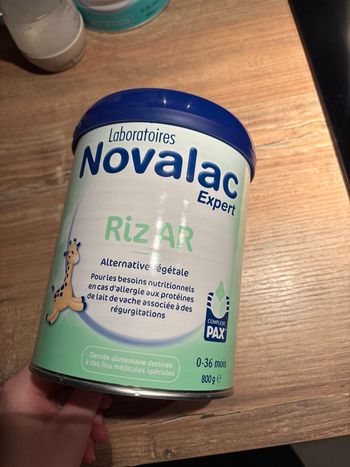 Laboratoires
Novalac
Expert
Riz AR
Alternative végétale
Pour les besoins nutritionnels
en cas d'allergie aux protéines
de lait de vache associée à des
régurgitations
COMPLEXE
PAX
0-36 mois
800g e
Denrée alimentaire destinée
à des fins médicales spéciales